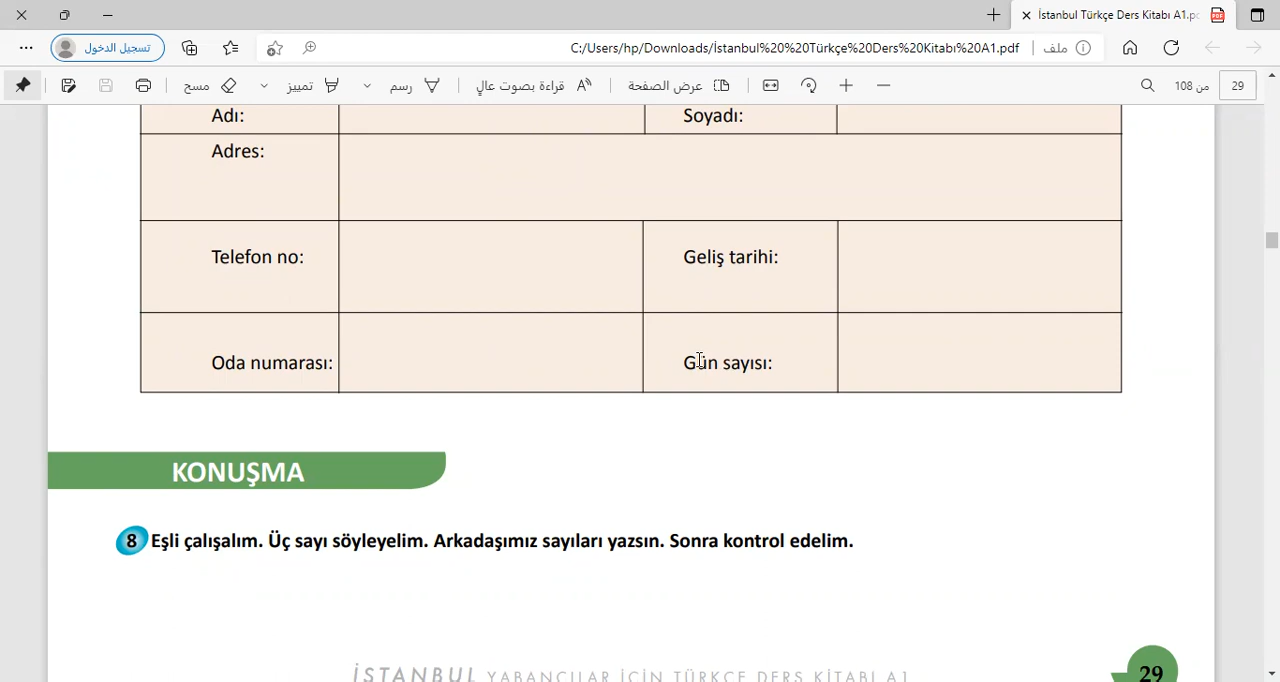 İstanbul Türkçe Ders Kitabı A1.pc
تسجيل الدخول
ملف | C:/Users/hp/Downloads/İstanbul%20%20Türkçe%20Ders%20Kitabı%20A1.pdf
29 من 108
عرض الصفحة قراءة بصوت عالٍ رسم تمييز مسح
Adı: Soyadı:
Adres:
Telefon no: Geliş tarihi:
Oda numarası: Gün sayısı:
KONUŞMA
8 Eşli çalışalım. Üç sayı söyleyelim. Arkadaşımız sayıları yazsın. Sonra kontrol edelim.
İSTANBUL YABANCILAR İÇİN TÜRKÇE DERS KİTABI A1
29